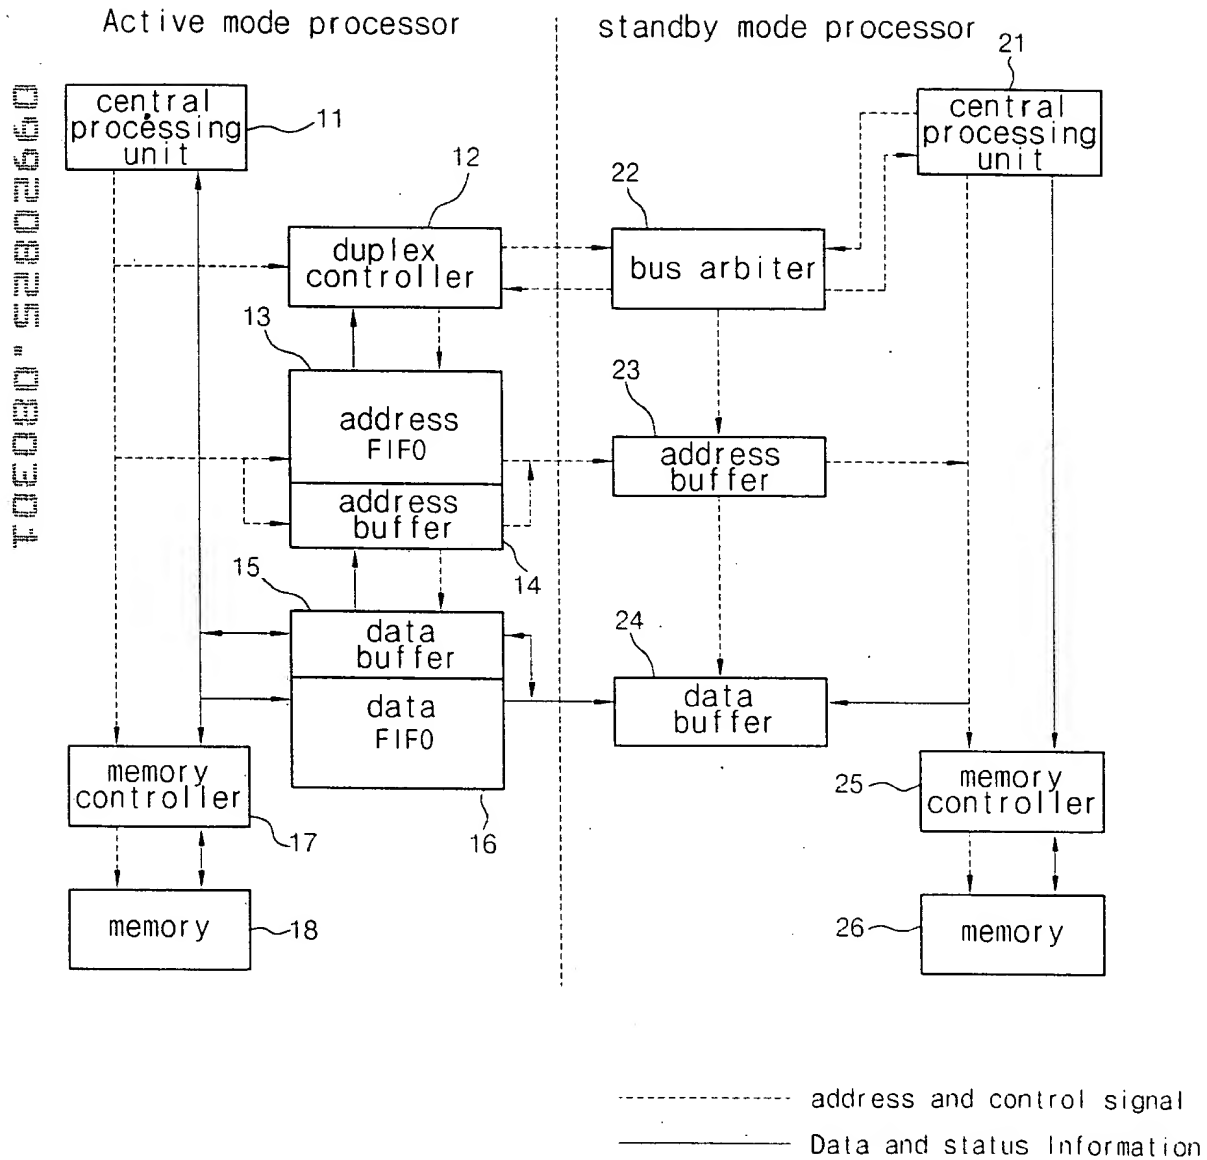 Active mode processor
standby mode processor
09920825.080301
central
processing
unit
11
21
central
processing
unit
12
duplex
controller
22
bus arbiter
13
address
FIFO
address
buffer
14
23
address
buffer
15
data
buffer
data
FIFO
16
24
data
buffer
memory
controller
17
25
memory
controller
memory
18
26
memory
address and control signal
Data and status Information